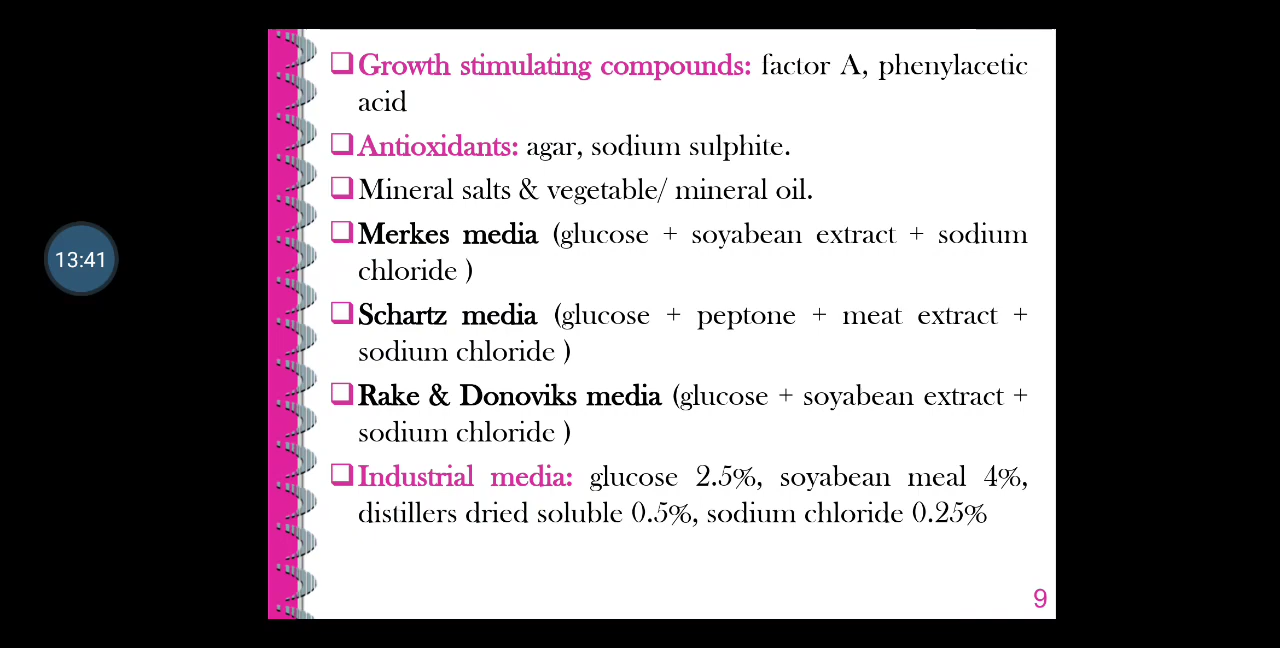 Growth stimulating compounds: factor A, phenylacetic
acid
Antioxidants: agar, sodium sulphite.
Mineral salts & vegetable/ mineral oil.
Merkes media (glucose + soyabean extract + sodium
chloride )
Schartz media (glucose + peptone + meat extract +
sodium chloride )
Rake & Donoviks media (glucose + soyabean extract +
sodium chloride )
Industrial media: glucose 2.5%, soyabean meal 4%,
distillers dried soluble 0.5%, sodium chloride 0.25%
13:41
9